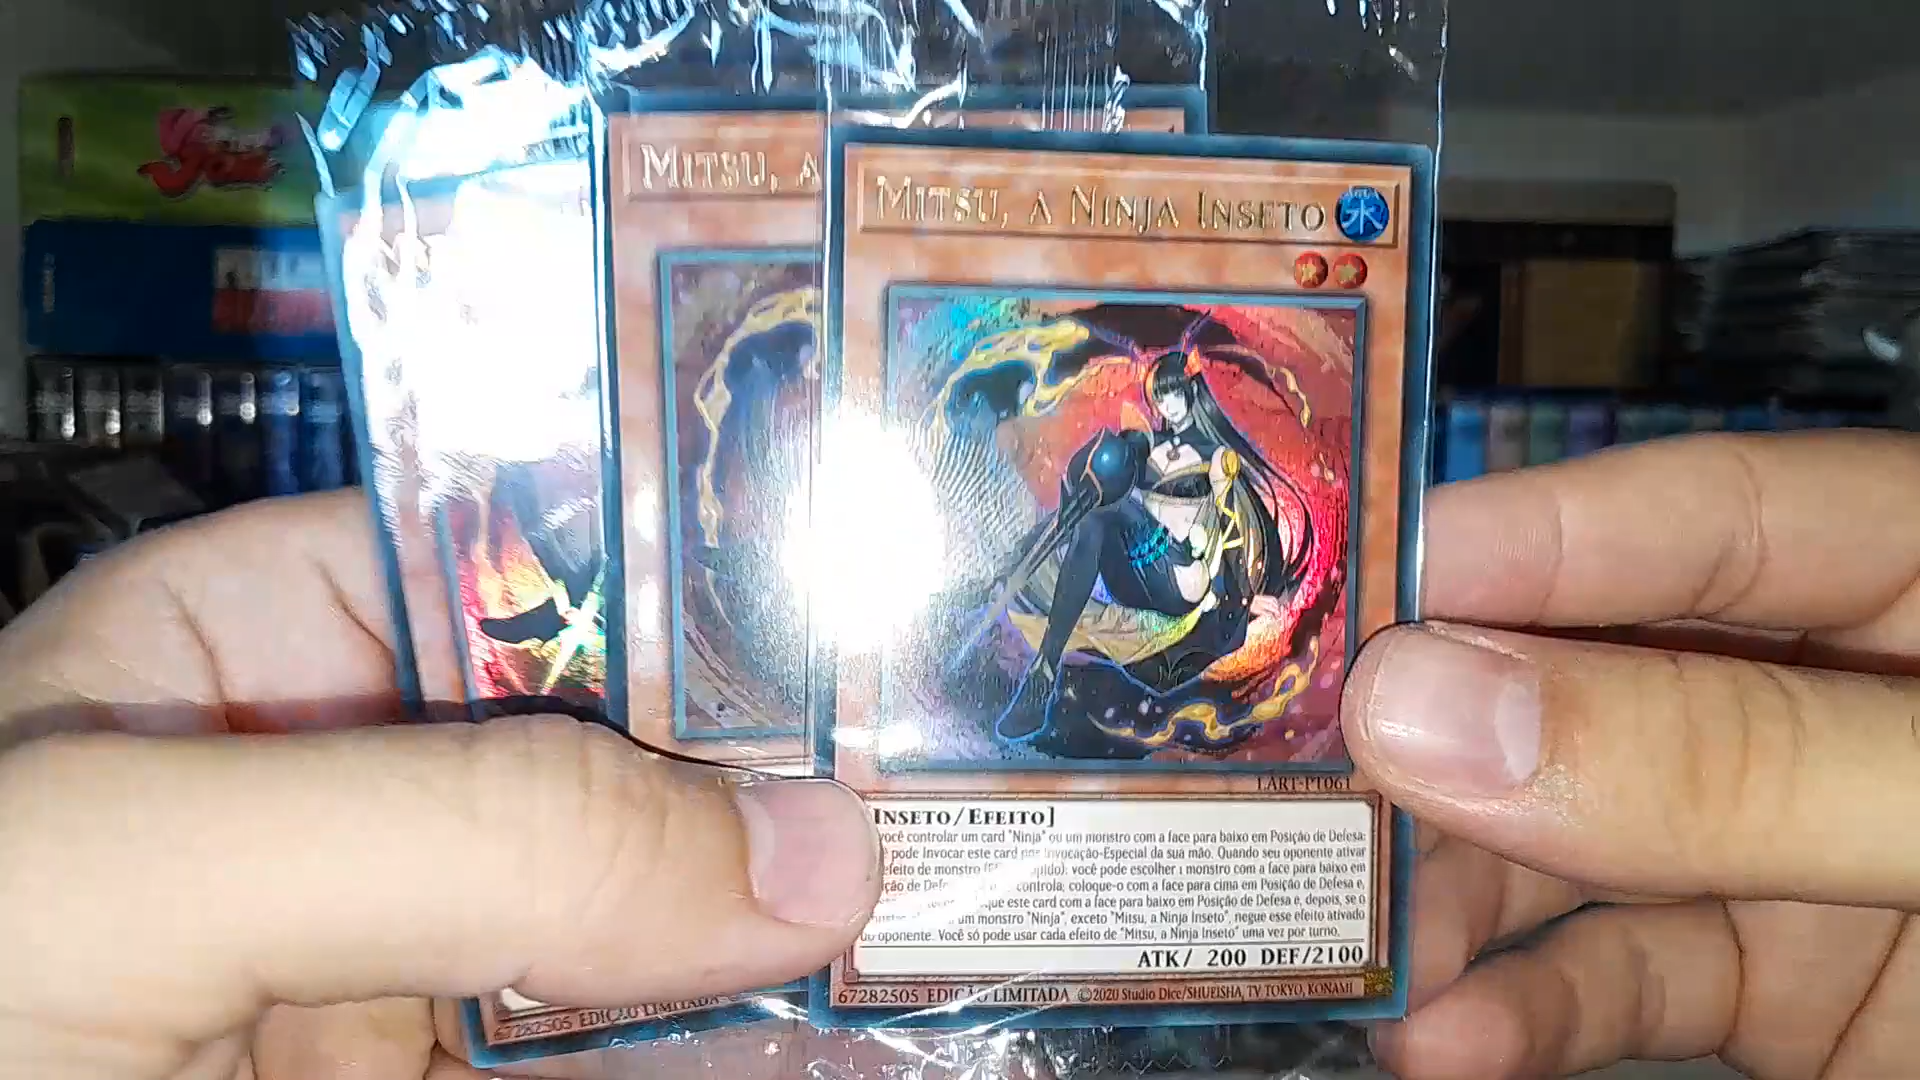 MITSU, A
MITSU, A NINJA INSETO
ÁGUA
水
LART-PT061
INSETO/EFEITO]
você controlar um card "Ninja" ou um monstro com a face para baixo em Posição de Defesa:
pode Invocar este card por Invocação-Especial da sua mão. Quando seu oponente ativar
efeito de monstro você pode escolher 1 monstro com a face para baixo em
controla; coloque-o com a face para cima em Posição de Defesa e,
este card com a face para baixo em Posição de Defesa e, depois, se o
um monstro "Ninja", exceto "Mitsu, a Ninja Inseto", negue esse efeito ativado
oponente. Você só pode usar cada efeito de "Mitsu, a Ninja Inseto" uma vez por turno.
ATK/ 200 DEF/2100
67282505 EDIÇÃO LIMITADA ©2020 Studio Dice/SHUEISHA, TV TOKYO, KONAMI
67282505 EDIÇÃO LIMITADA